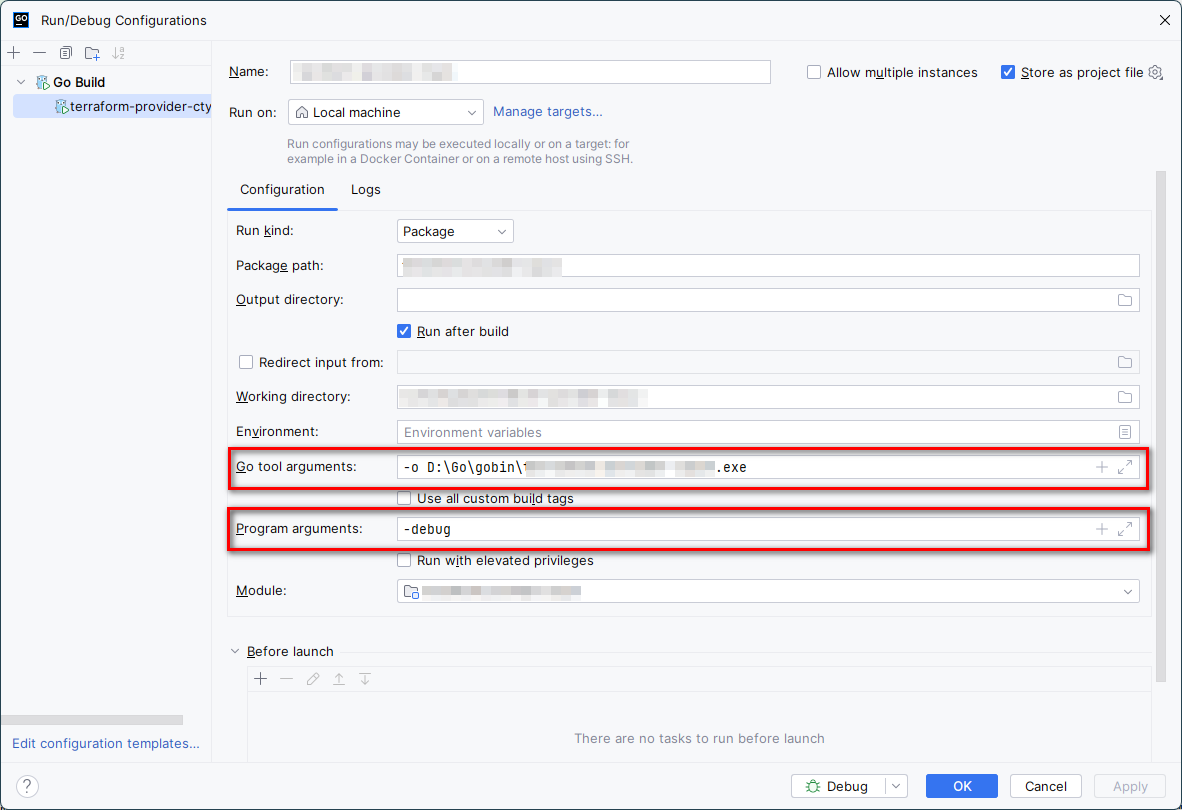 GO
Run/Debug Configurations
Go Build
terraform-provider-cty
Name:
Allow multiple instances
Store as project file
Run on:
Local machine
Manage targets...
Run configurations may be executed locally or on a target: for
example in a Docker Container or on a remote host using SSH.
Configuration
Logs
Run kind:
Package
Package path:
Output directory:
Run after build
Redirect input from:
Working directory:
Environment:
Environment variables
Go tool arguments:
-o D:\Go\gobin\
.exe
Use all custom build tags
Program arguments:
-debug
Run with elevated privileges
Module:
Before launch
There are no tasks to run before launch
Edit configuration templates...
?
Debug
OK
Cancel
Apply